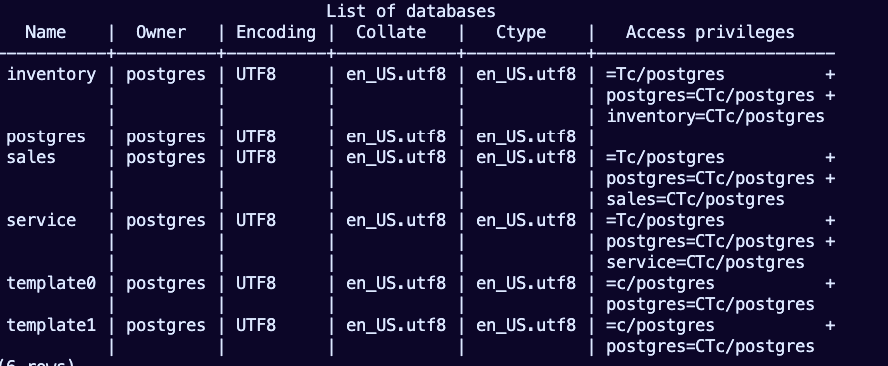 List of databases
   Name    |  Owner   | Encoding |  Collate   |   Ctype    |   Access privileges
-----------+----------+----------+------------+------------+-----------------------
 inventory | postgres | UTF8     | en_US.utf8 | en_US.utf8 | =Tc/postgres          +
           |          |          |            |            | postgres=CTc/postgres +
           |          |          |            |            | inventory=CTc/postgres
 postgres  | postgres | UTF8     | en_US.utf8 | en_US.utf8 |
 sales     | postgres | UTF8     | en_US.utf8 | en_US.utf8 | =Tc/postgres          +
           |          |          |            |            | postgres=CTc/postgres +
           |          |          |            |            | sales=CTc/postgres
 service   | postgres | UTF8     | en_US.utf8 | en_US.utf8 | =Tc/postgres          +
           |          |          |            |            | postgres=CTc/postgres +
           |          |          |            |            | service=CTc/postgres
 template0 | postgres | UTF8     | en_US.utf8 | en_US.utf8 | =c/postgres           +
           |          |          |            |            | postgres=CTc/postgres
 template1 | postgres | UTF8     | en_US.utf8 | en_US.utf8 | =c/postgres           +
           |          |          |            |            | postgres=CTc/postgres
(6 rows)